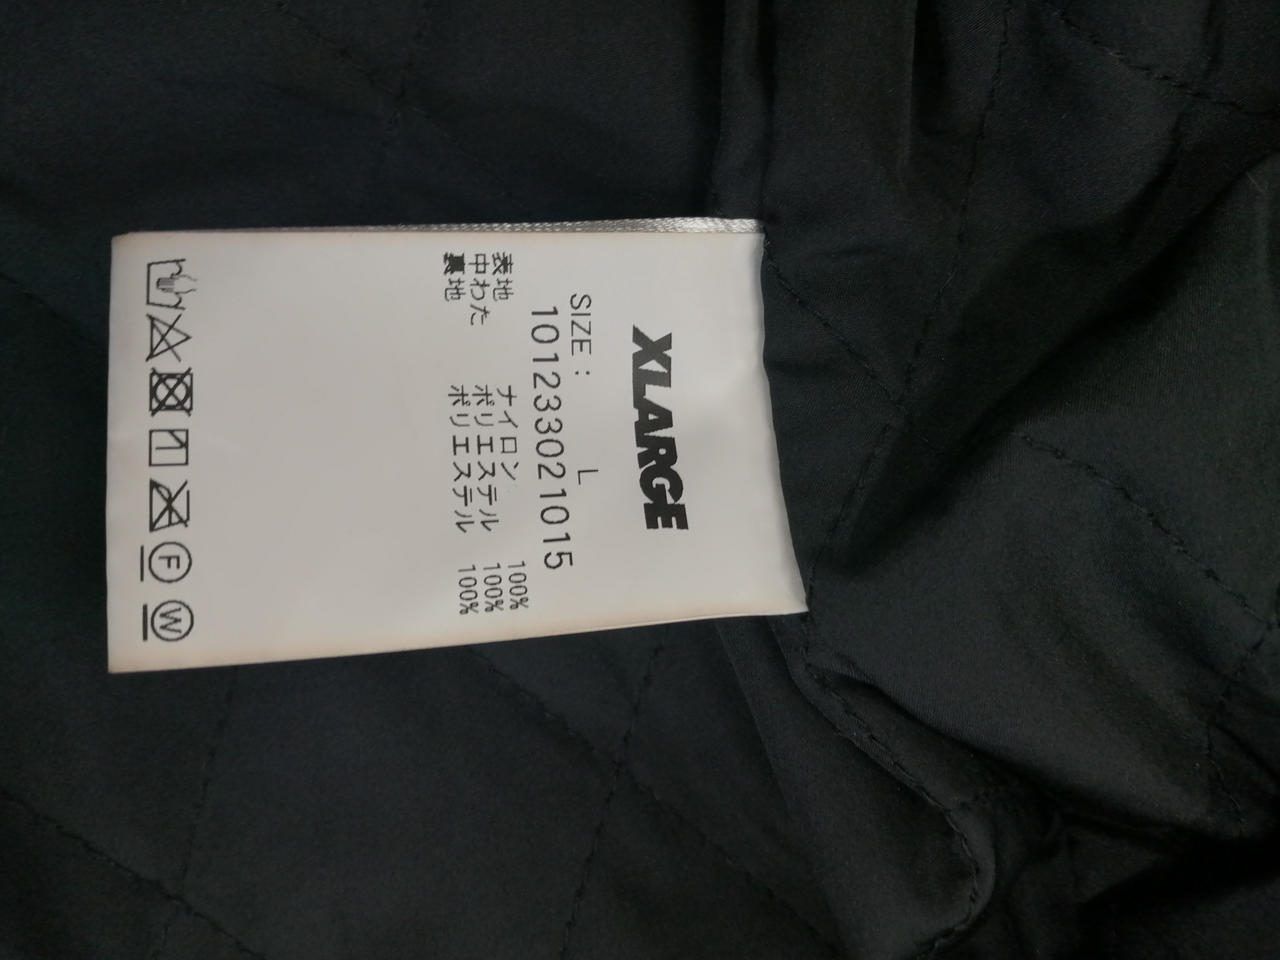 XLARGE
SIZE : L
101233021015
表地 ナイロン 100%
中わた ポリエステル 100%
裏地 ポリエステル 100%
F
W